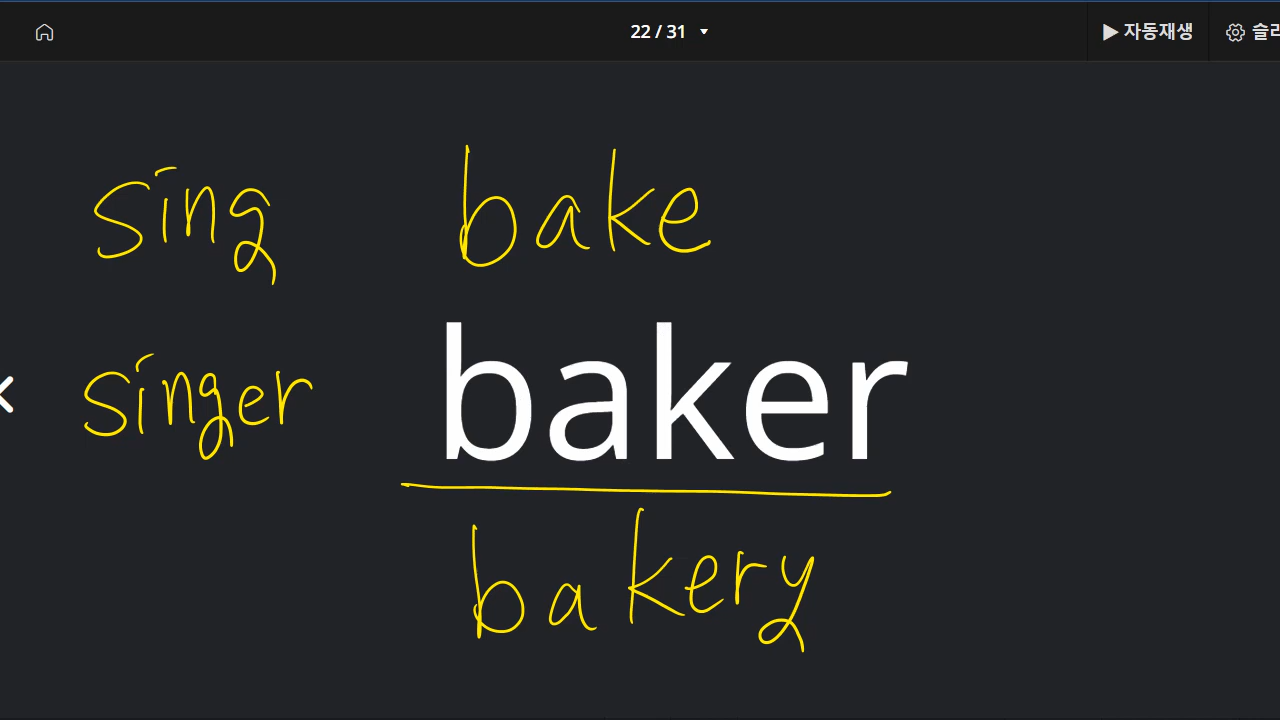 22 / 31
자동재생
sing bake
baker
singer
bakery